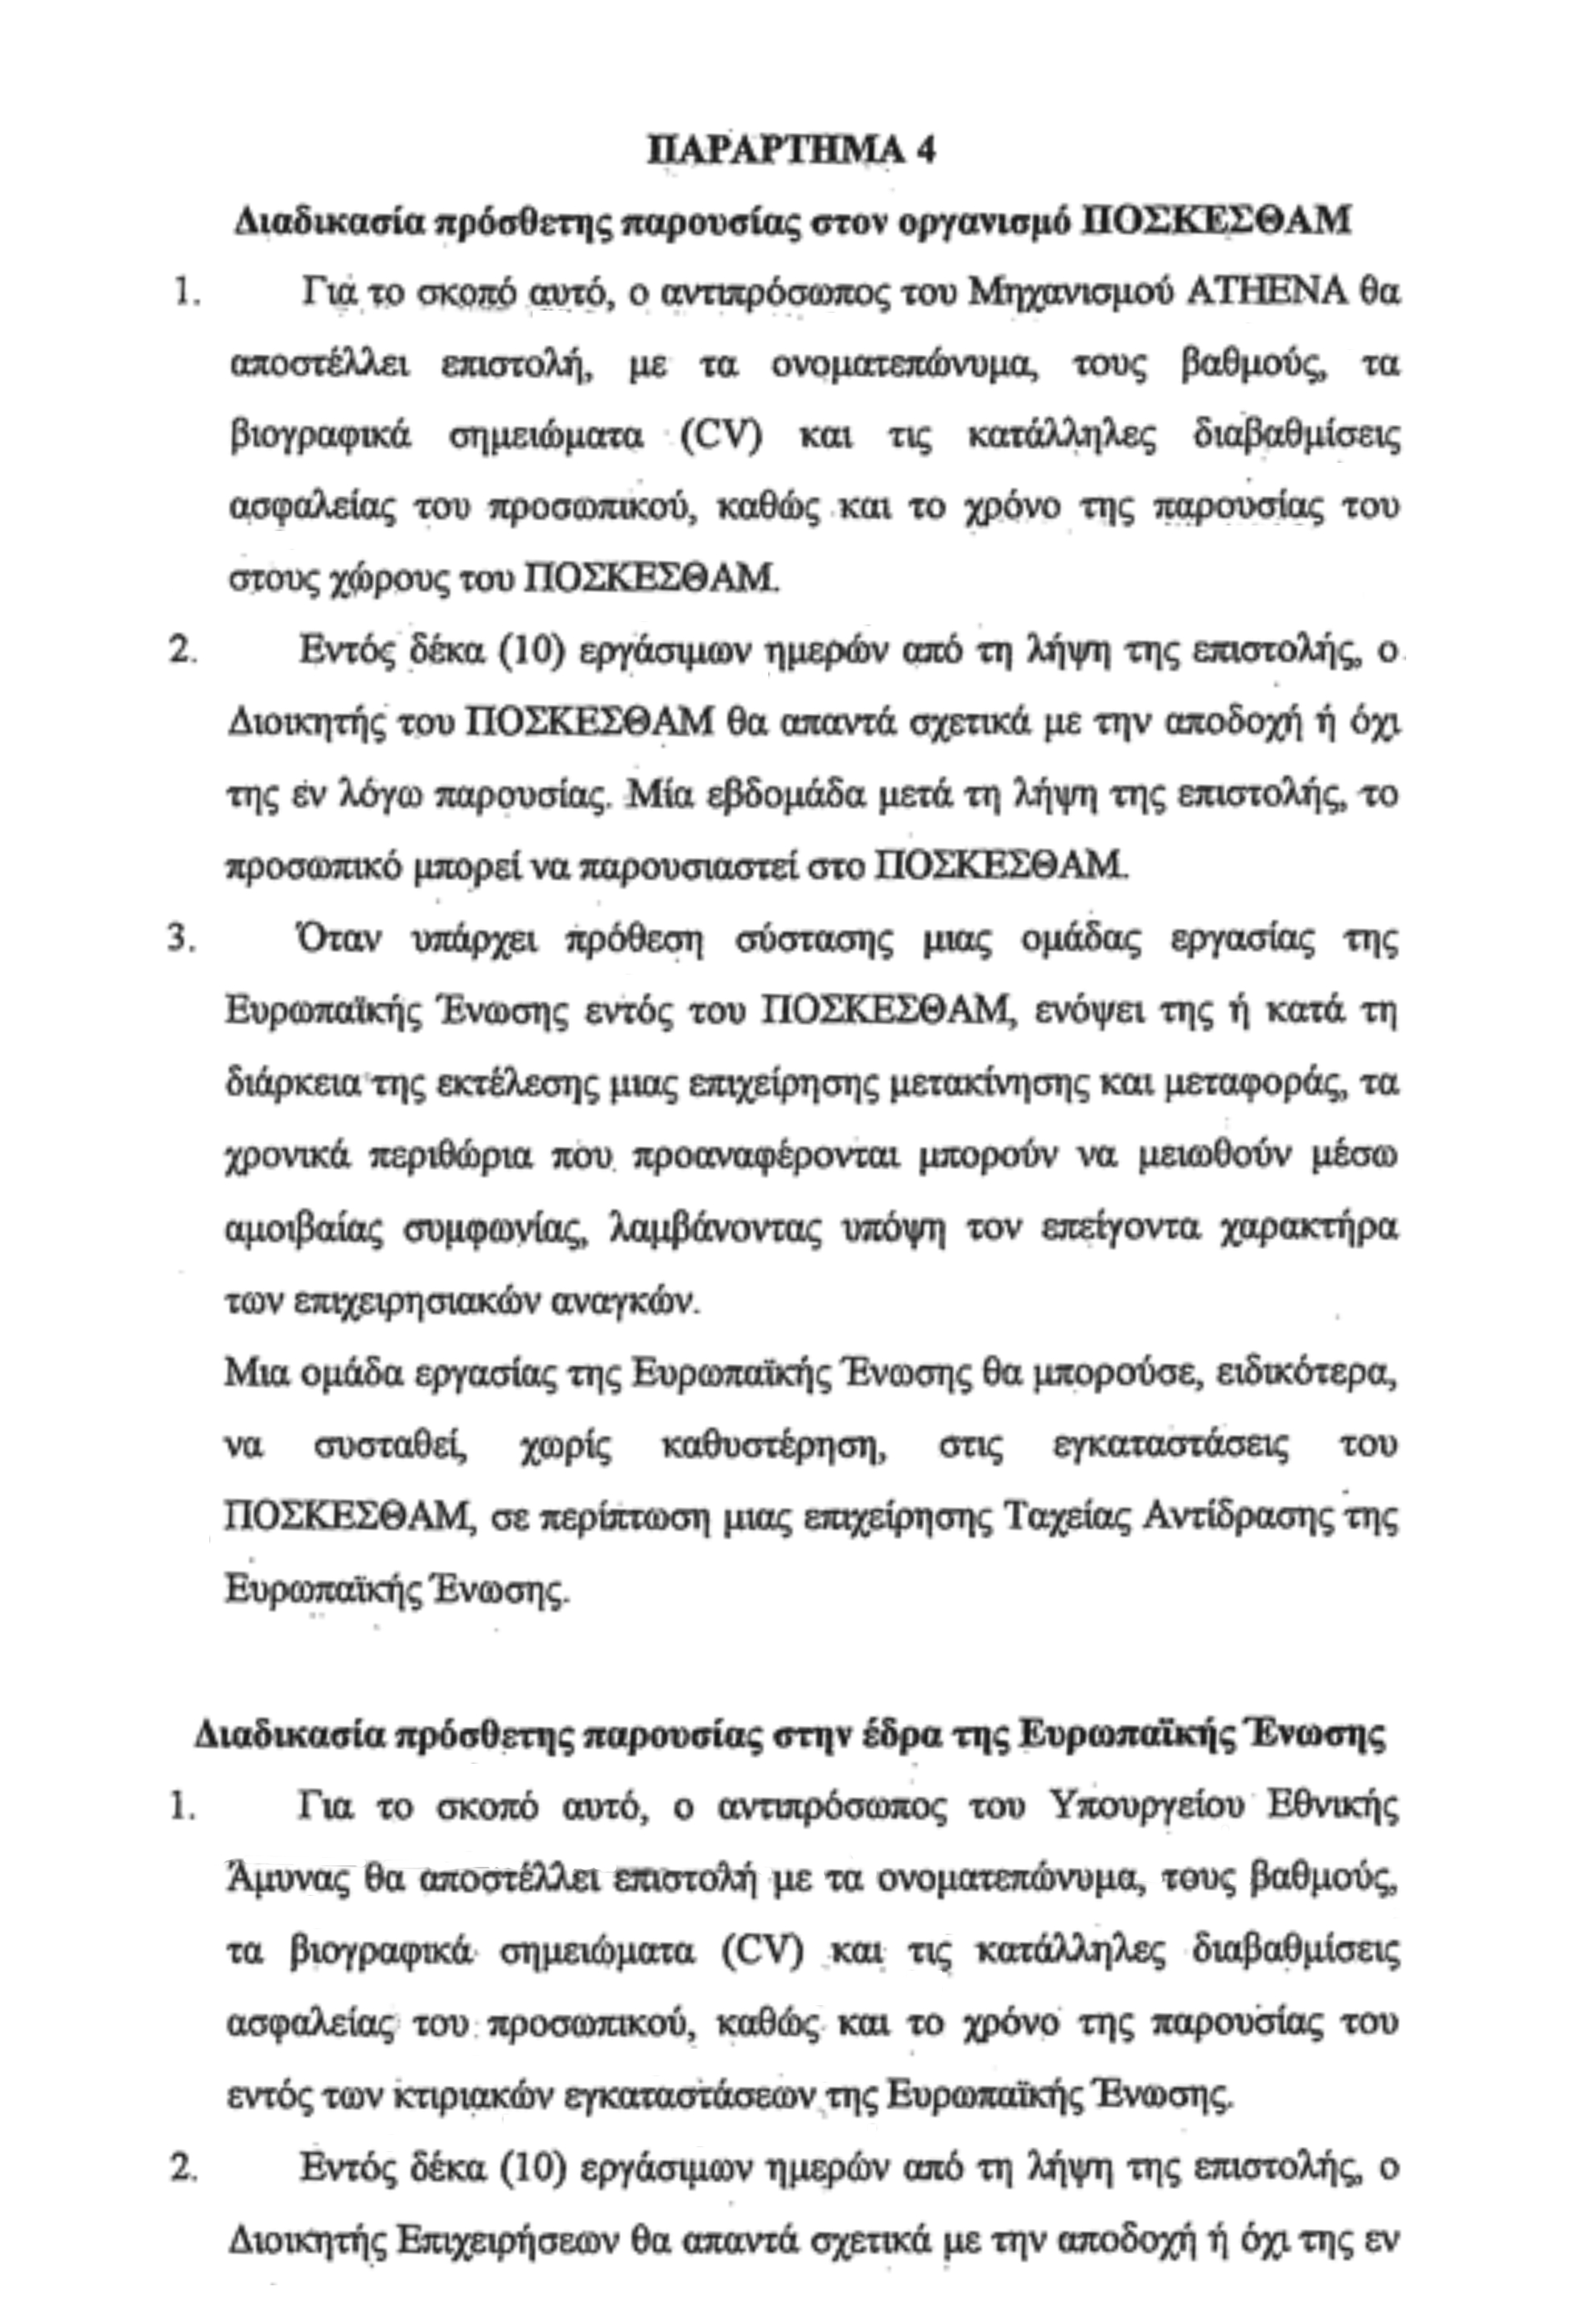 ΠΑΡΑΡΤΗΜΑ 4
Διαδικασία πρόσθετης παρουσίας στον οργανισμό ΠΟΣΚΕΣΘΑΜ
1. Για το σκοπό αυτό, ο αντιπρόσωπος του Μηχανισμού ATHENA θα
αποστέλλει επιστολή, με τα ονοματεπώνυμα, τους βαθμούς, τα
βιογραφικά σημειώματα (CV) και τις κατάλληλες διαβαθμίσεις
ασφαλείας του προσωπικού, καθώς και το χρόνο της παρουσίας του
στους χώρους του ΠΟΣΚΕΣΘΑΜ.
2. Εντός δέκα (10) εργάσιμων ημερών από τη λήψη της επιστολής, ο
Διοικητής του ΠΟΣΚΕΣΘΑΜ θα απαντά σχετικά με την αποδοχή ή όχι
της εν λόγω παρουσίας. Μία εβδομάδα μετά τη λήψη της επιστολής, το
προσωπικό μπορεί να παρουσιαστεί στο ΠΟΣΚΕΣΘΑΜ.
3. Όταν υπάρχει πρόθεση σύστασης μιας ομάδας εργασίας της
Ευρωπαϊκής Ένωσης εντός του ΠΟΣΚΕΣΘΑΜ, ενόψει της ή κατά τη
διάρκεια της εκτέλεσης μιας επιχείρησης μετακίνησης και μεταφοράς, τα
χρονικά περιθώρια που προαναφέρονται μπορούν να μειωθούν μέσω
αμοιβαίας συμφωνίας, λαμβάνοντας υπόψη τον επείγοντα χαρακτήρα
των επιχειρησιακών αναγκών.
Μια ομάδα εργασίας της Ευρωπαϊκής Ένωσης θα μπορούσε, ειδικότερα,
να συσταθεί, χωρίς καθυστέρηση, στις εγκαταστάσεις του
ΠΟΣΚΕΣΘΑΜ, σε περίπτωση μιας επιχείρησης Ταχείας Αντίδρασης της
Ευρωπαϊκής Ένωσης.
Διαδικασία πρόσθετης παρουσίας στην έδρα της Ευρωπαϊκής Ένωσης
1. Για το σκοπό αυτό, ο αντιπρόσωπος του Υπουργείου Εθνικής
Άμυνας θα αποστέλλει επιστολή με τα ονοματεπώνυμα, τους βαθμούς,
τα βιογραφικά σημειώματα (CV) και τις κατάλληλες διαβαθμίσεις
ασφαλείας του προσωπικού, καθώς και το χρόνο της παρουσίας του
εντός των κτιριακών εγκαταστάσεων της Ευρωπαϊκής Ένωσης.
2. Εντός δέκα (10) εργάσιμων ημερών από τη λήψη της επιστολής, ο
Διοικητής Επιχειρήσεων θα απαντά σχετικά με την αποδοχή ή όχι της εν